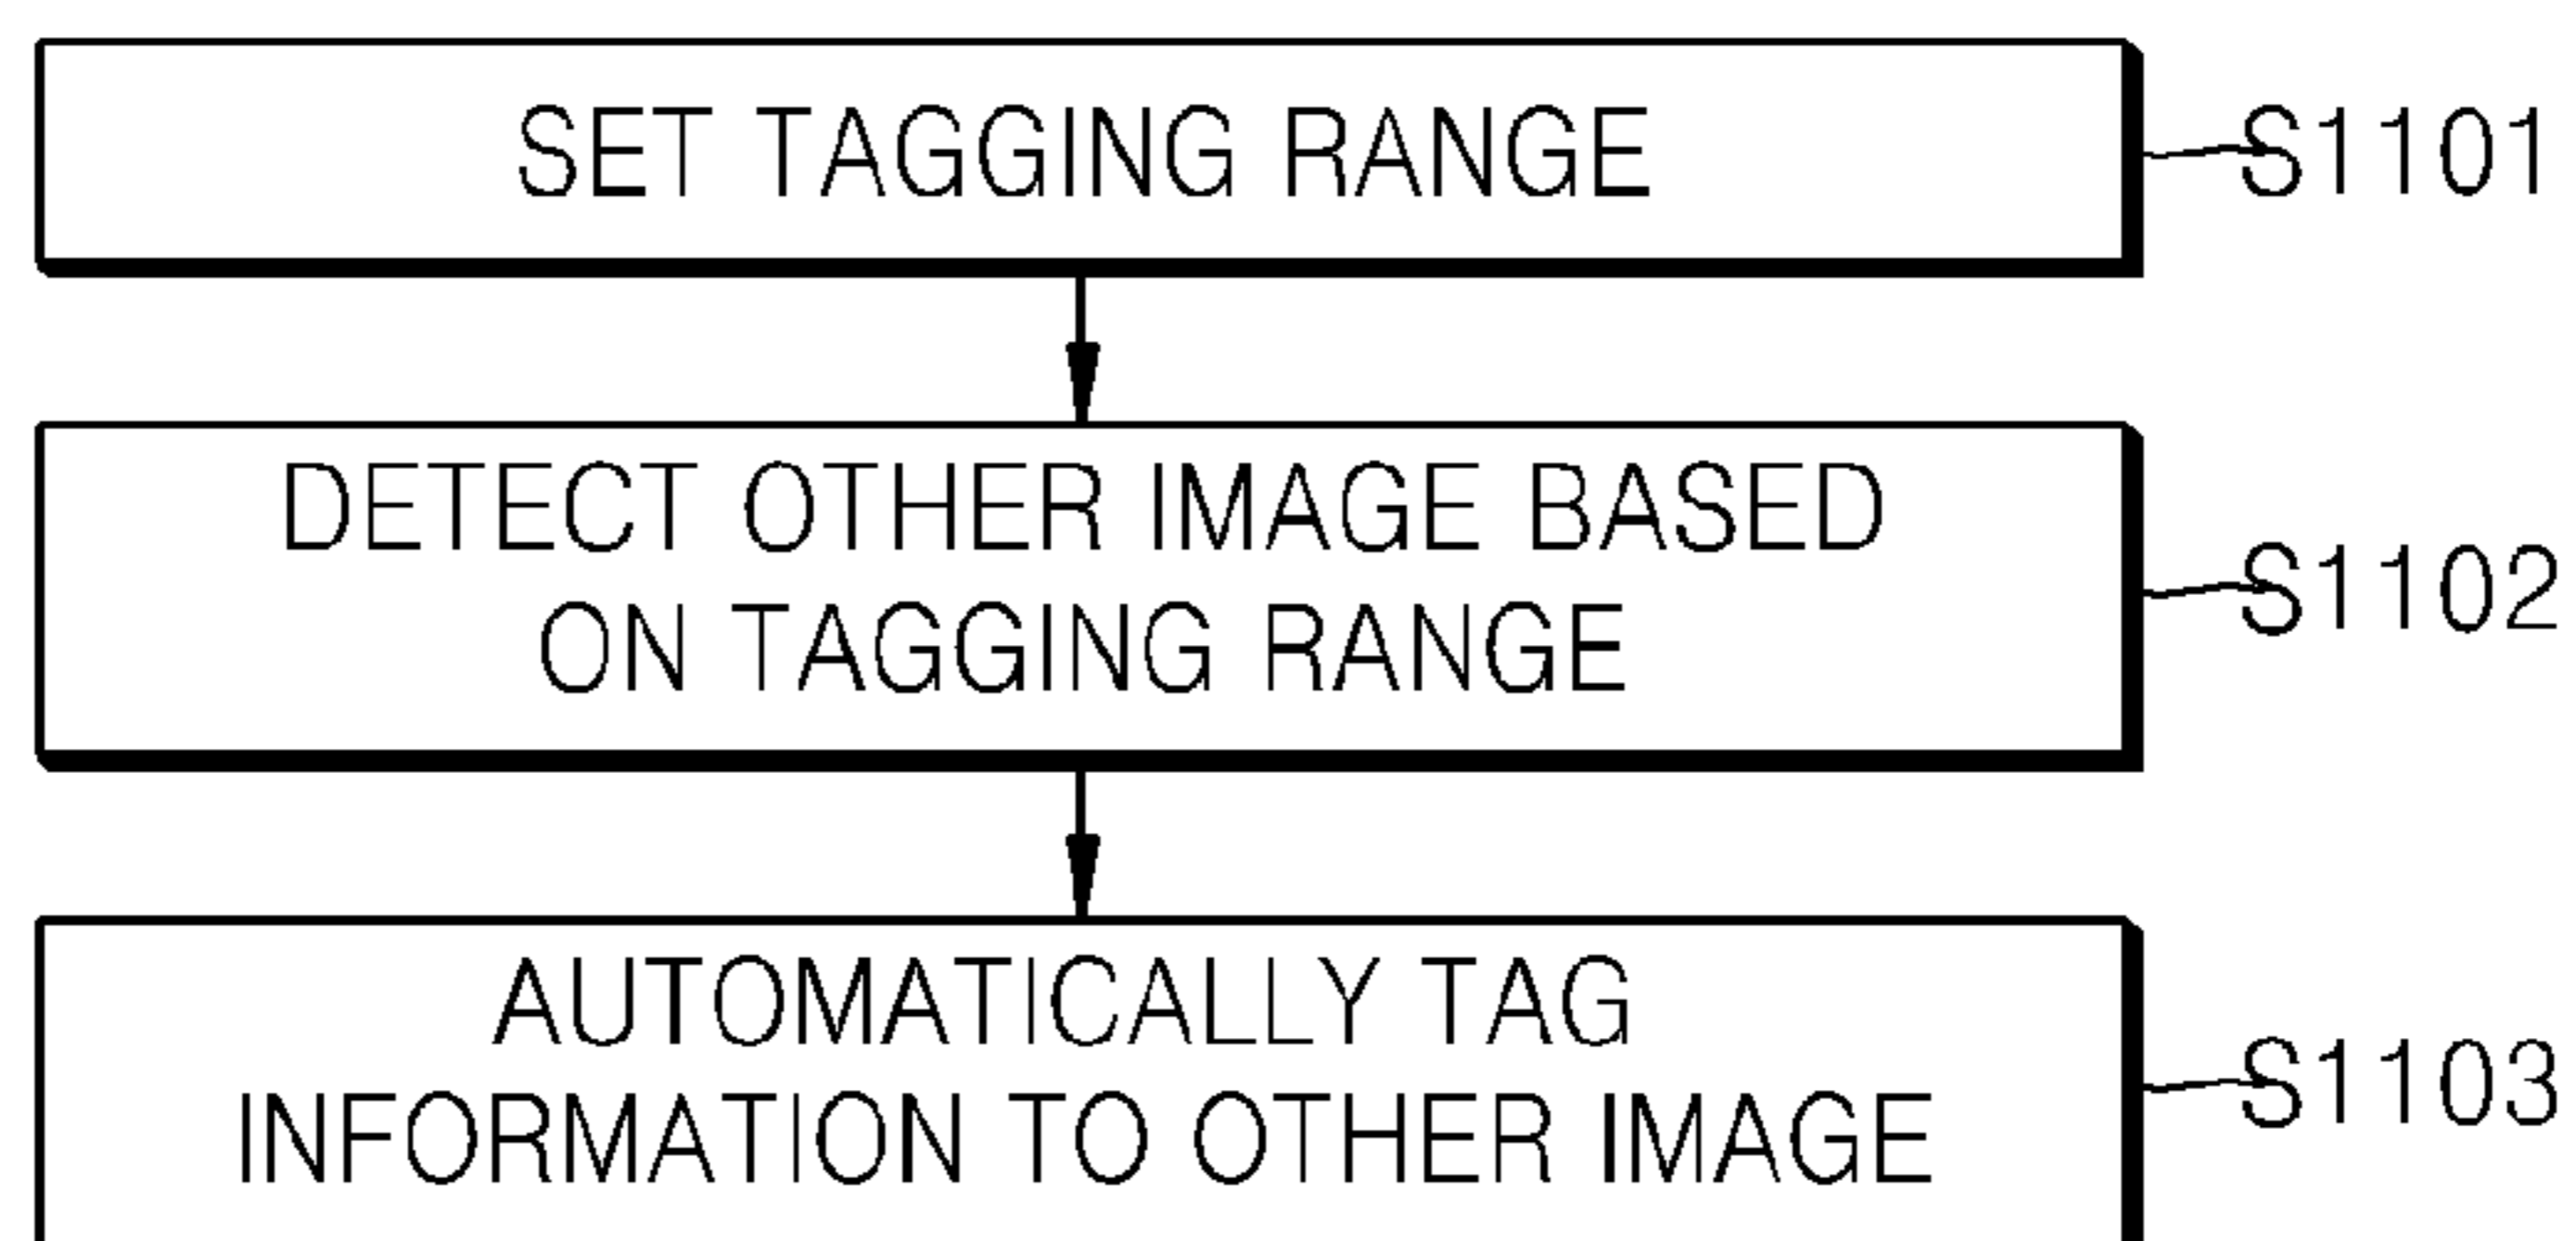 SET TAGGING RANGE
S1101
DETECT OTHER IMAGE BASED
ON TAGGING RANGE
S1102
AUTOMATICALLY TAG
INFORMATION TO OTHER IMAGE
S1103